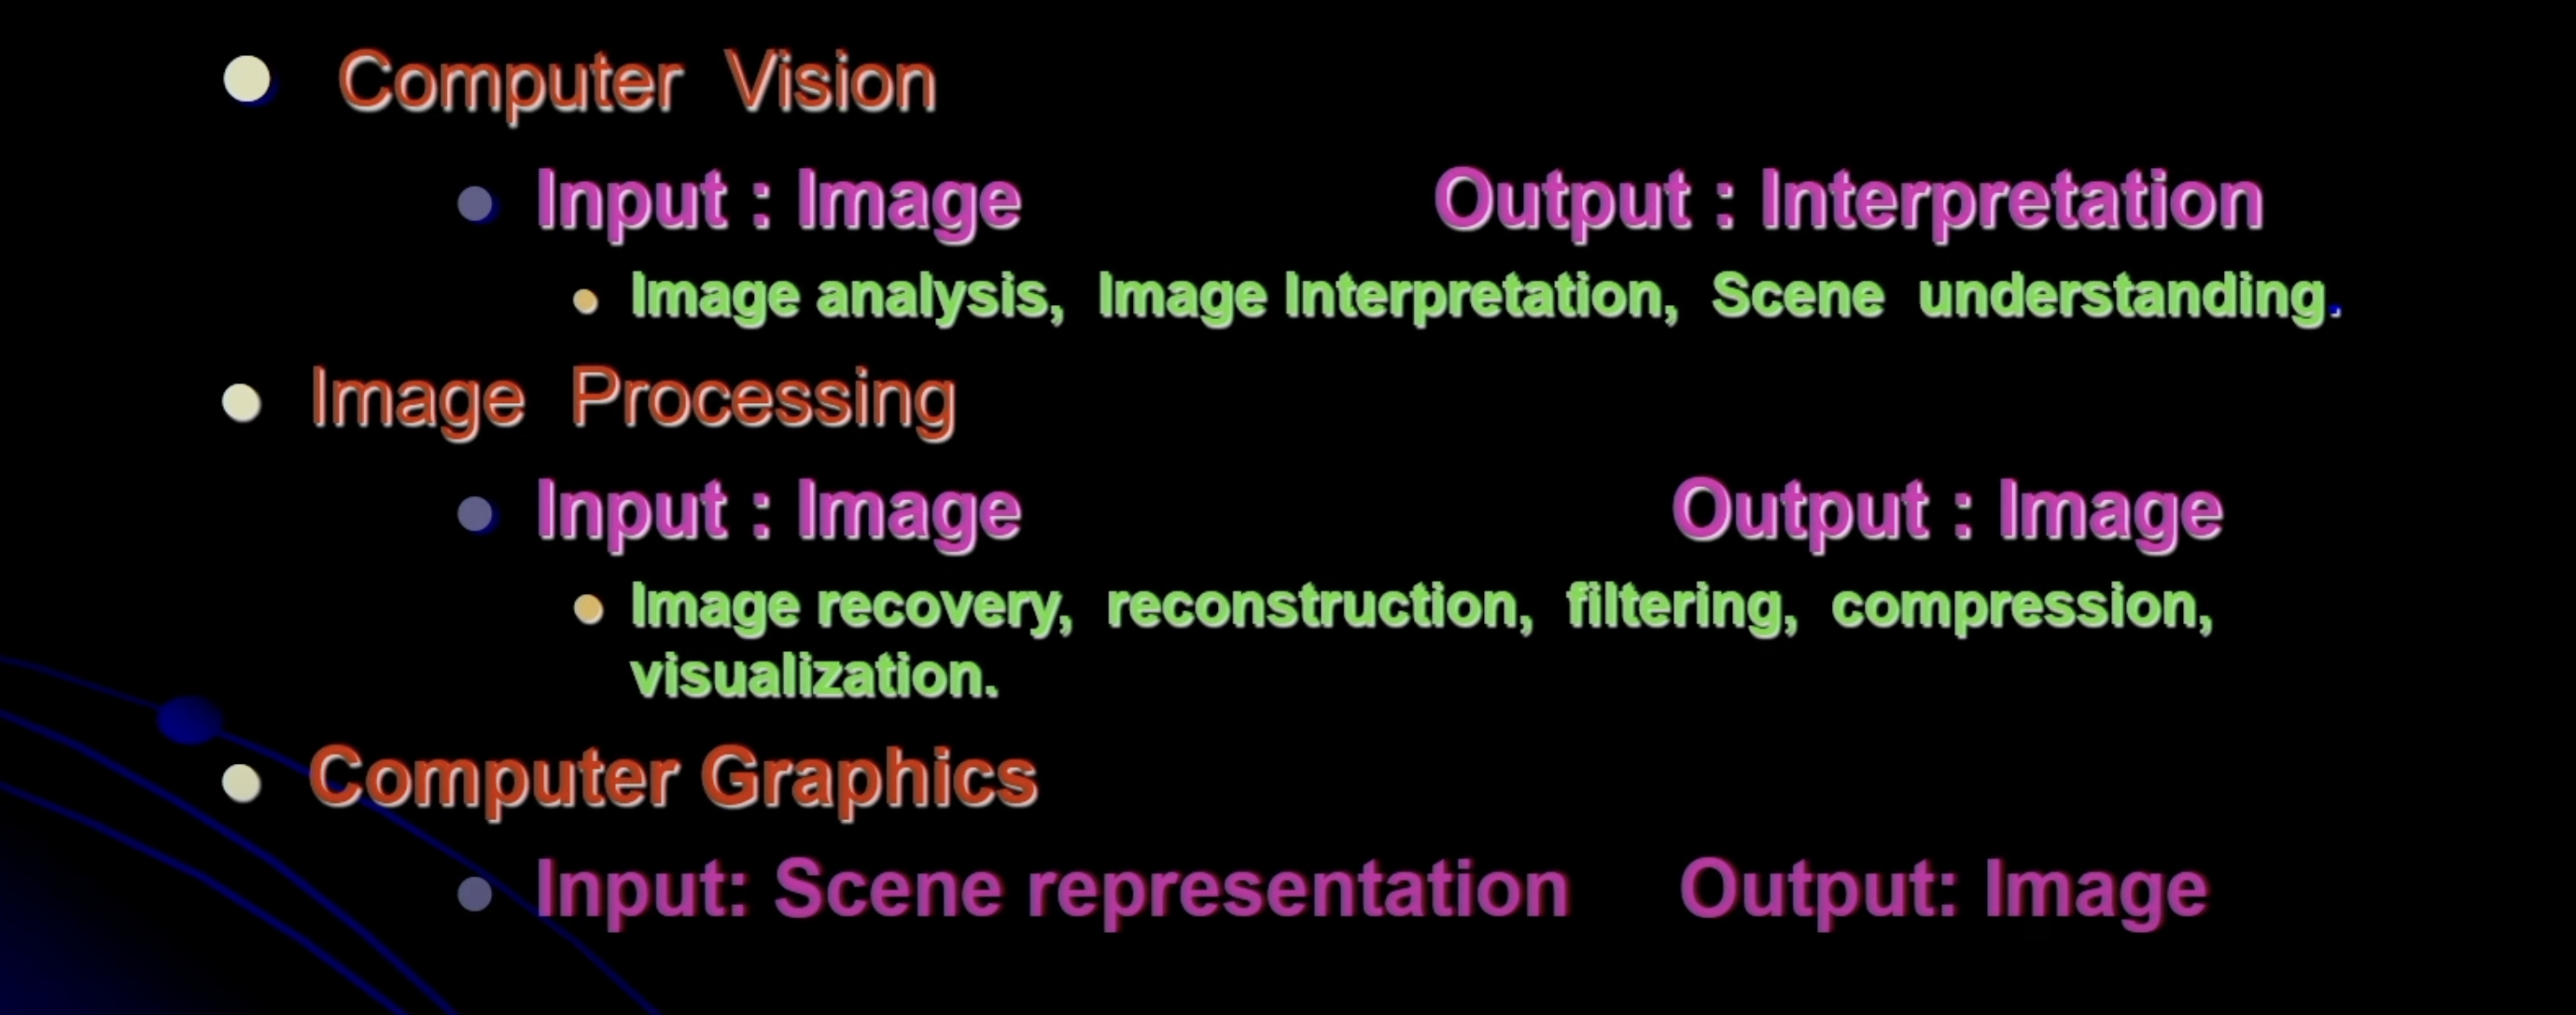 Computer Vision
Input : Image Output : Interpretation
Image analysis, Image Interpretation, Scene understanding.
Image Processing
Input : Image Output : Image
Image recovery, reconstruction, filtering, compression,
visualization.
Computer Graphics
Input: Scene representation Output: Image